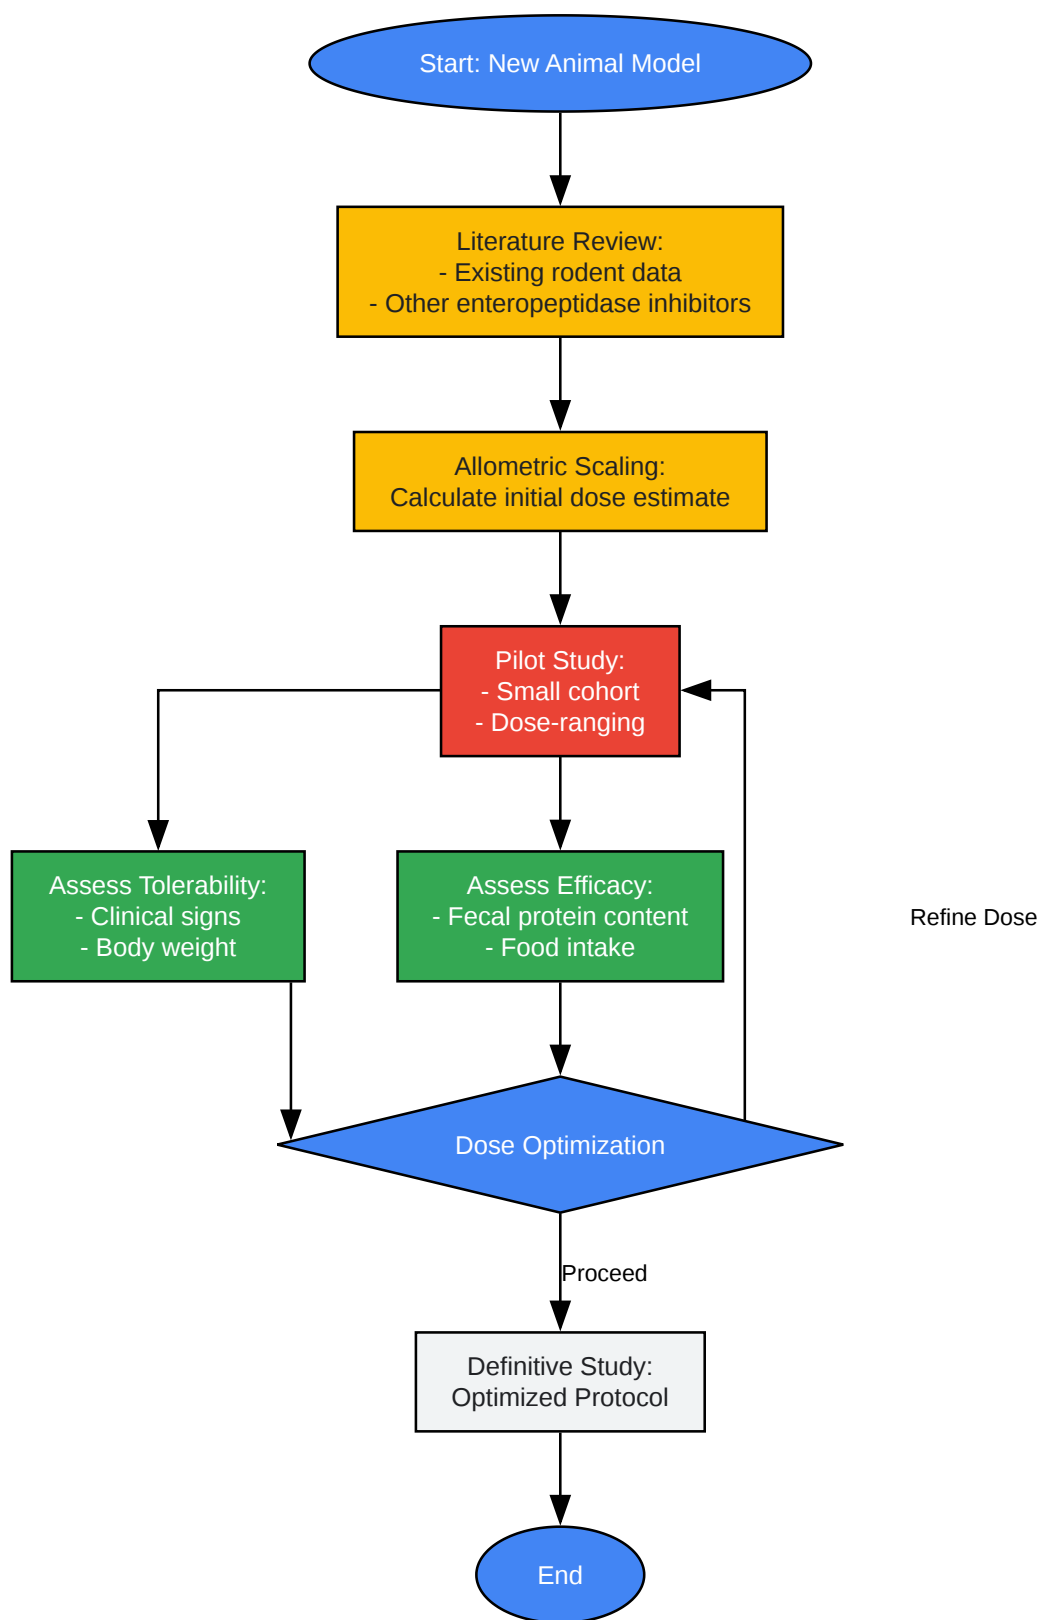 Start: New Animal Model
Literature Review:
- Existing rodent data
- Other enteropeptidase inhibitors
Allometric Scaling:
Calculate initial dose estimate
Pilot Study:
- Small cohort
- Dose-ranging
Assess Tolerability:
- Clinical signs
- Body weight
Assess Efficacy:
- Fecal protein content
- Food intake
Refine Dose
Dose Optimization
Proceed
Definitive Study:
Optimized Protocol
End